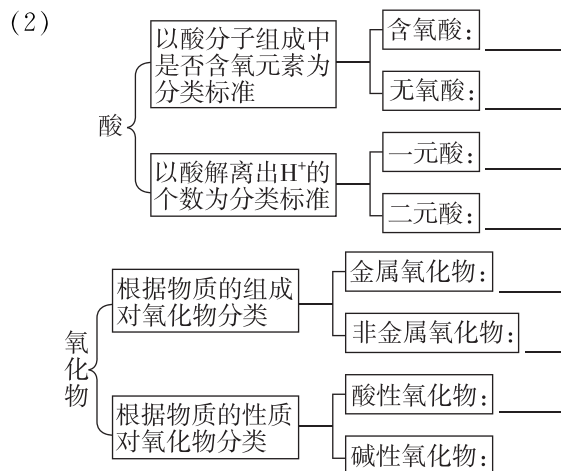 (2)
以酸分子组成中
是否含氧元素为
分类标准
含氧酸：
无氧酸：
酸
以酸解离出H⁺的
个数为分类标准
一元酸：
二元酸：
氧化物
根据物质的组成
对氧化物分类
金属氧化物：
非金属氧化物：
根据物质的性质
对氧化物分类
酸性氧化物：
碱性氧化物：